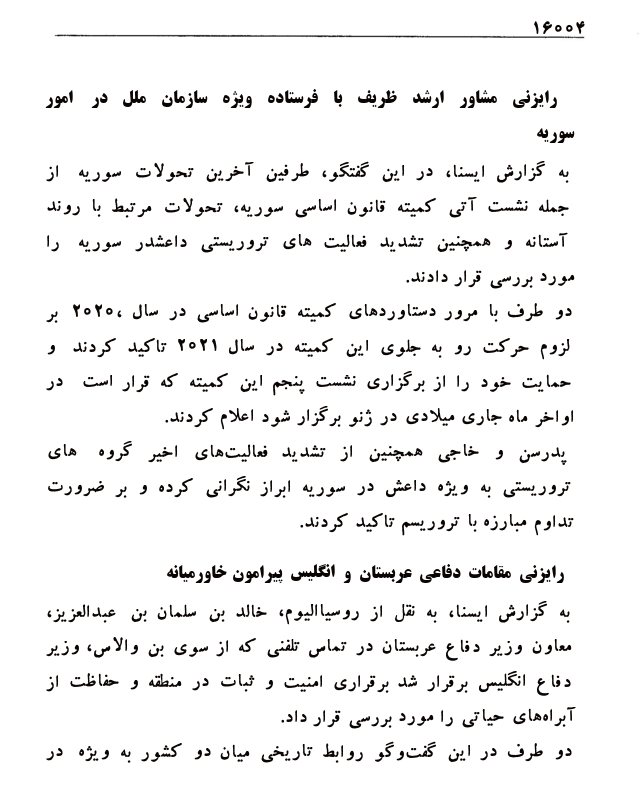 ۱۶۰۰۴
رایزنی مشاور ارشد ظریف با فرستاده ویژه سازمان ملل در امور
سوریه
به گزارش ایسنا، در این گفتگو، طرفین آخرین تحولات سوریه از
جمله نشست آتی کمیته قانون اساسی سوریه، تحولات مرتبط با روند
آستانه و همچنین تشدید فعالیت های تروریستی داعشدر سوریه را
مورد بررسی قرار دادند.
دو طرف با مرور دستاوردهای کمیته قانون اساسی در سال ۲۰۲۰، بر
لزوم حرکت رو به جلوی این کمیته در سال ۲۰۲۱ تاکید کردند و
حمایت خود را از برگزاری نشست پنجم این کمیته که قرار است در
اواخر ماه جاری میلادی در ژنو برگزار شود اعلام کردند.
پدرسن و خاجی همچنین از تشدید فعالیت‌های اخیر گروه های
تروریستی به ویژه داعش در سوریه ابراز نگرانی کرده و بر ضرورت
تداوم مبارزه با تروریسم تاکید کردند.
رایزنی مقامات دفاعی عربستان و انگلیس پیرامون خاورمیانه
به گزارش ایسنا، به نقل از روسیاالیوم، خالد بن سلمان بن عبدالعزیز،
معاون وزیر دفاع عربستان در تماس تلفنی که از سوی بن والاس، وزیر
دفاع انگلیس برقرار شد برقراری امنیت و ثبات در منطقه و حفاظت از
آبراه‌های حیاتی را مورد بررسی قرار داد.
دو طرف در این گفت‌وگو روابط تاریخی میان دو کشور به ویژه در